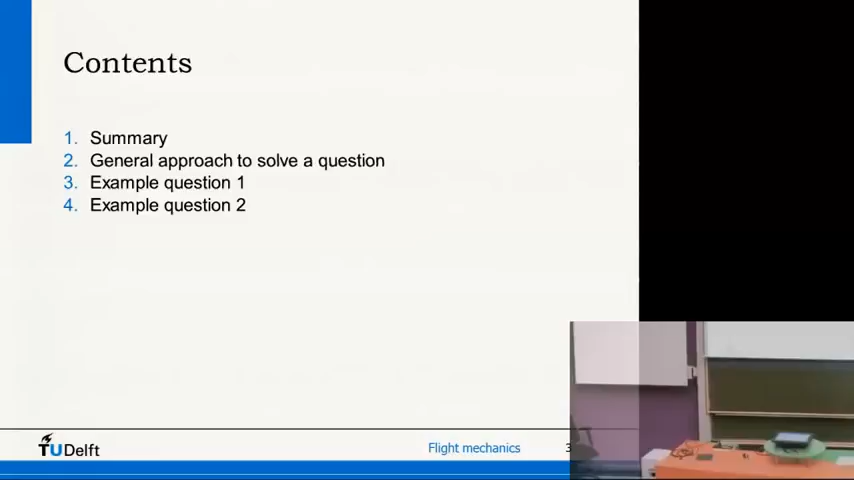 Contents
1. Summary
2. General approach to solve a question
3. Example question 1
4. Example question 2
TUDelft
Flight mechanics
3